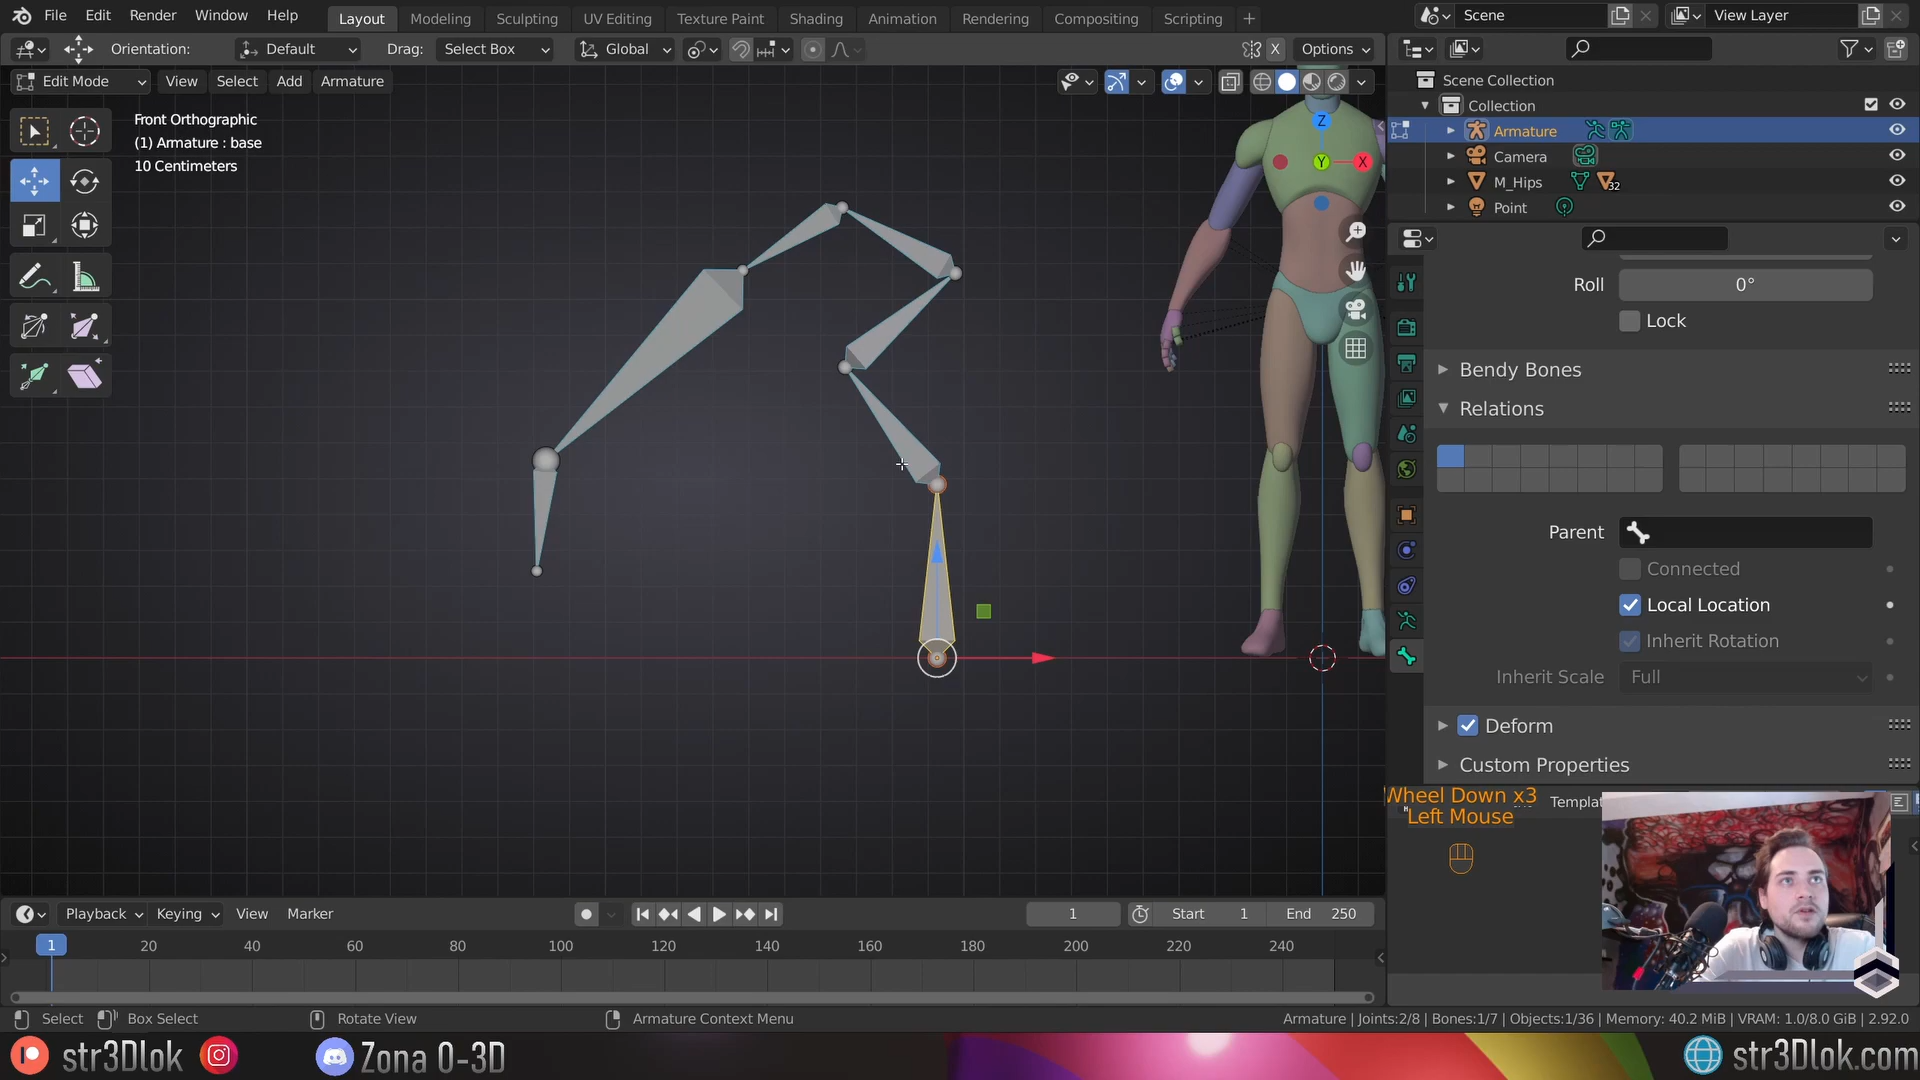 File Edit Render Window Help Layout Modeling Sculpting UV Editing Texture Paint Shading Animation Rendering Compositing Scripting + Scene View Layer
Orientation: Default Drag: Select Box Global X Options
Edit Mode View Select Add Armature
Front Orthographic
(1) Armature : base
10 Centimeters
Z
Y
X
Scene Collection
Collection
Armature
Camera
M_Hips 32
Point
Roll 0°
Lock
Bendy Bones
Relations
Parent
Connected
Local Location
Inherit Rotation
Inherit Scale Full
Deform
Custom Properties
Wheel Down x3
Left Mouse
Playback Keying View Marker 1 Start 1 End 250
1 20 40 60 80 100 120 140 160 180 200 220 240
Select Box Select Rotate View Armature Context Menu Armature | Joints:2/8 | Bones:1/7 | Objects:1/36 | Memory: 40.2 MiB | VRAM: 1.0/8.0 GiB | 2.92.0
str3Dlok Zona 0-3D str3Dlok.com